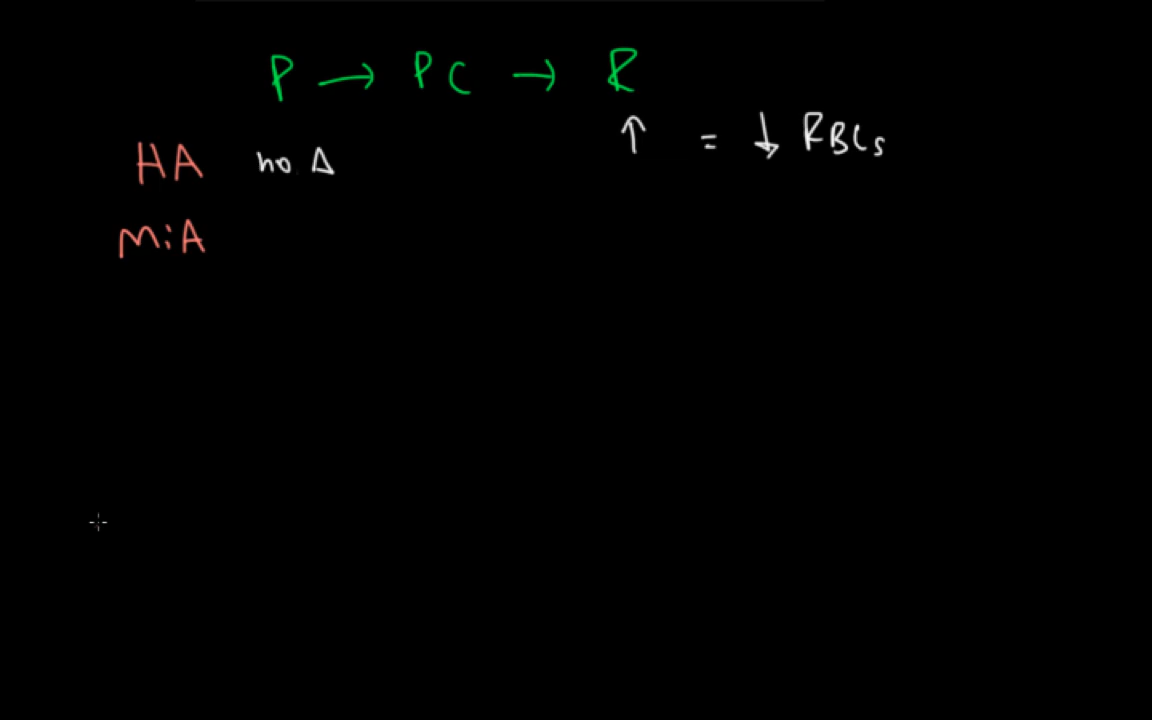 P → PC → R
↑ = ↓ RBCs
HA no Δ
MiA